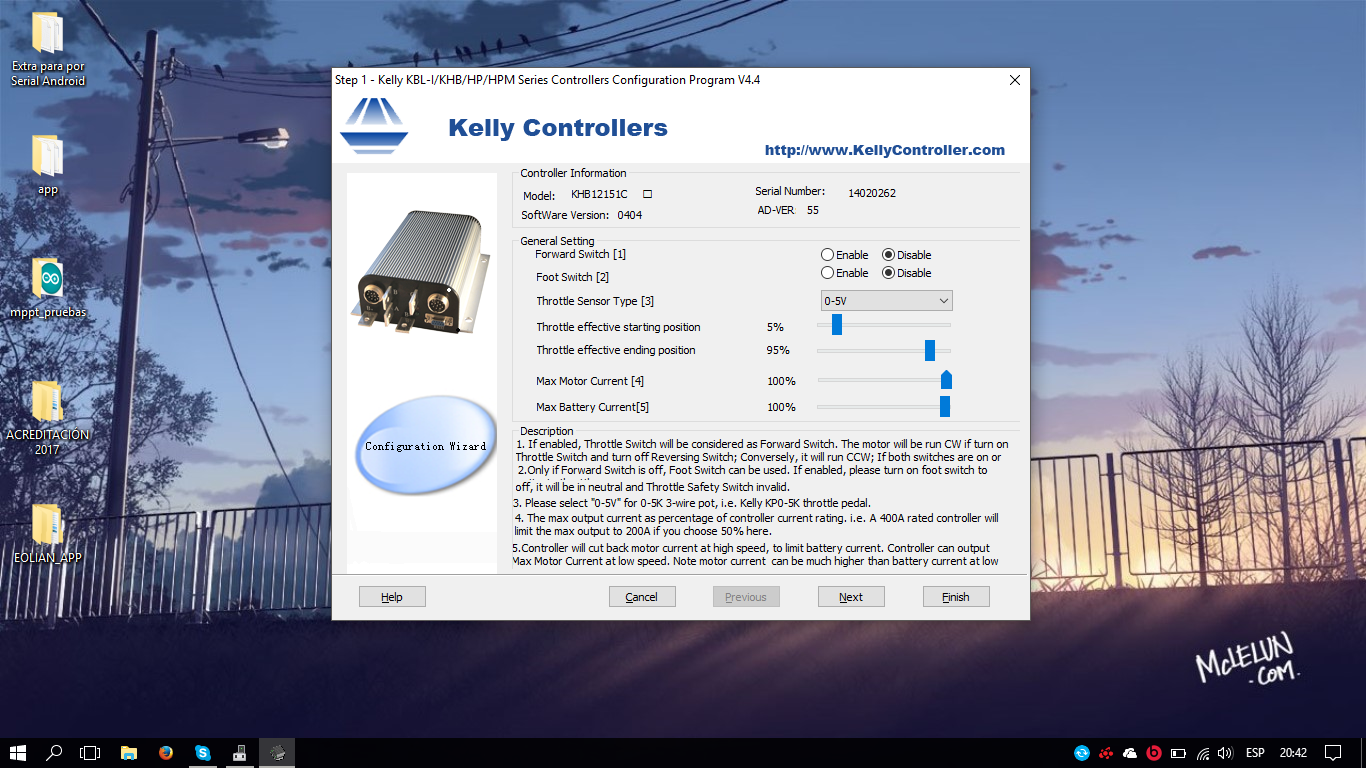 Extra para por
Serial Android
app
mppt_pruebas
ACREDITACIÓN
2017
EOLIAN_APP
Step 1 - Kelly KBL-I/KHB/HP/HPM Series Controllers Configuration Program V4.4
Kelly Controllers
http://www.KellyController.com
Configuration Wizard
Controller Information
Model: KHB12151C
Serial Number: 14020262
SoftWare Version: 0404
AD-VER: 55
General Setting
Forward Switch [1] Enable Disable
Foot Switch [2] Enable Disable
Throttle Sensor Type [3] 0-5V
Throttle effective starting position 5%
Throttle effective ending position 95%
Max Motor Current [4] 100%
Max Battery Current[5] 100%
Description
1. If enabled, Throttle Switch will be considered as Forward Switch. The motor will be run CW if turn on
Throttle Switch and turn off Reversing Switch; Conversely, it will run CCW; If both switches are on or
2.Only if Forward Switch is off, Foot Switch can be used. If enabled, please turn on foot switch to
off, it will be in neutral and Throttle Safety Switch invalid.
3. Please select "0-5V" for 0-5K 3-wire pot, i.e. Kelly KP0-5K throttle pedal.
4. The max output current as percentage of controller current rating. i.e. A 400A rated controller will
limit the max output to 200A if you choose 50% here.
5.Controller will cut back motor current at high speed, to limit battery current. Controller can output
Max Motor Current at low speed. Note motor current can be much higher than battery current at low
Help
Cancel
Previous
Next
Finish
McLELUN
.COM.
ESP
20:42